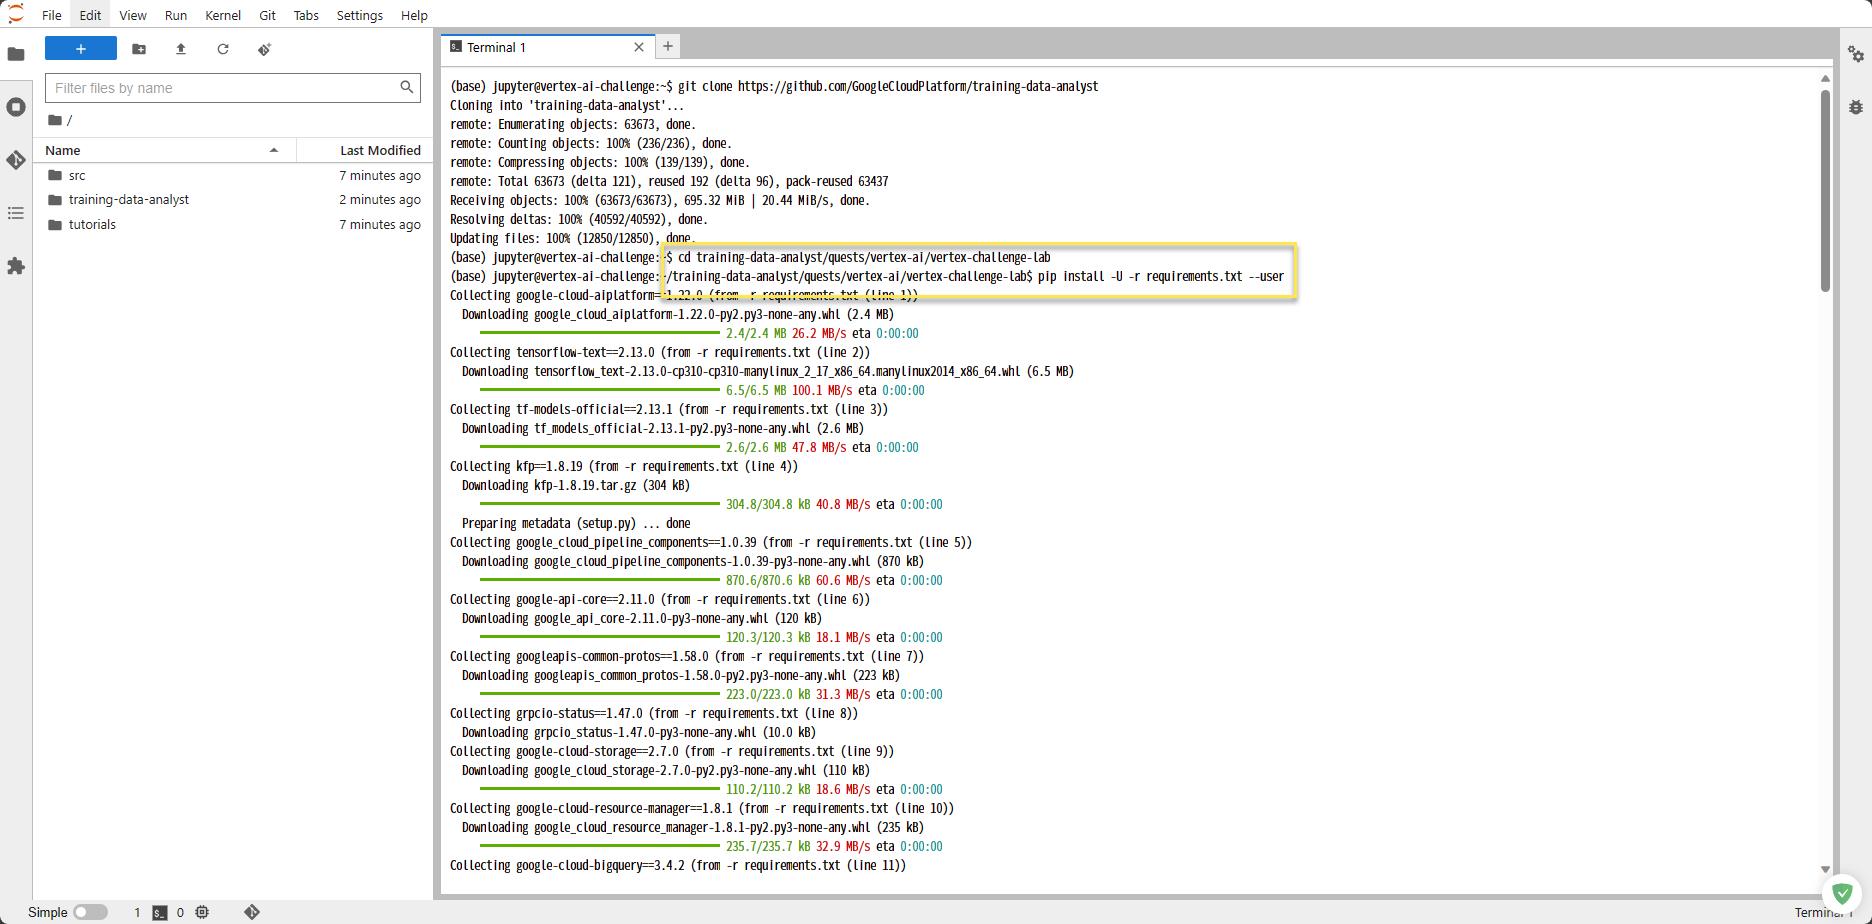 File Edit View Run Kernel Git Tabs Settings Help
+
Filter files by name
/
Name Last Modified
src 7 minutes ago
training-data-analyst 2 minutes ago
tutorials 7 minutes ago
Terminal 1
(base) jupyter@vertex-ai-challenge:~$ git clone https://github.com/GoogleCloudPlatform/training-data-analyst
Cloning into 'training-data-analyst'...
remote: Enumerating objects: 63673, done.
remote: Counting objects: 100% (236/236), done.
remote: Compressing objects: 100% (139/139), done.
remote: Total 63673 (delta 121), reused 192 (delta 96), pack-reused 63437
Receiving objects: 100% (63673/63673), 695.32 MiB | 20.44 MiB/s, done.
Resolving deltas: 100% (40592/40592), done.
Updating files: 100% (12850/12850), done.
(base) jupyter@vertex-ai-challenge:~$ cd training-data-analyst/quests/vertex-ai/vertex-challenge-lab
(base) jupyter@vertex-ai-challenge:~/training-data-analyst/quests/vertex-ai/vertex-challenge-lab$ pip install -U -r requirements.txt --user
Collecting google-cloud-aiplatform==1.22.0 (from -r requirements.txt (line 1))
Downloading google_cloud_aiplatform-1.22.0-py2.py3-none-any.whl (2.4 MB)
2.4/2.4 MB 26.2 MB/s eta 0:00:00
Collecting tensorflow-text==2.13.0 (from -r requirements.txt (line 2))
Downloading tensorflow_text-2.13.0-cp310-cp310-manylinux_2_17_x86_64.manylinux2014_x86_64.whl (6.5 MB)
6.5/6.5 MB 100.1 MB/s eta 0:00:00
Collecting tf-models-official==2.13.1 (from -r requirements.txt (line 3))
Downloading tf_models_official-2.13.1-py2.py3-none-any.whl (2.6 MB)
2.6/2.6 MB 47.8 MB/s eta 0:00:00
Collecting kfp==1.8.19 (from -r requirements.txt (line 4))
Downloading kfp-1.8.19.tar.gz (304 kB)
304.8/304.8 kB 40.8 MB/s eta 0:00:00
Preparing metadata (setup.py) ... done
Collecting google_cloud_pipeline_components==1.0.39 (from -r requirements.txt (line 5))
Downloading google_cloud_pipeline_components-1.0.39-py3-none-any.whl (870 kB)
870.6/870.6 kB 60.6 MB/s eta 0:00:00
Collecting google-api-core==2.11.0 (from -r requirements.txt (line 6))
Downloading google_api_core-2.11.0-py3-none-any.whl (120 kB)
120.3/120.3 kB 18.1 MB/s eta 0:00:00
Collecting googleapis-common-protos==1.58.0 (from -r requirements.txt (line 7))
Downloading googleapis_common_protos-1.58.0-py2.py3-none-any.whl (223 kB)
223.0/223.0 kB 31.3 MB/s eta 0:00:00
Collecting grpcio-status==1.47.0 (from -r requirements.txt (line 8))
Downloading grpcio_status-1.47.0-py3-none-any.whl (10.0 kB)
Collecting google-cloud-storage==2.7.0 (from -r requirements.txt (line 9))
Downloading google_cloud_storage-2.7.0-py2.py3-none-any.whl (110 kB)
110.2/110.2 kB 18.6 MB/s eta 0:00:00
Collecting google-cloud-resource-manager==1.8.1 (from -r requirements.txt (line 10))
Downloading google_cloud_resource_manager-1.8.1-py2.py3-none-any.whl (235 kB)
235.7/235.7 kB 32.9 MB/s eta 0:00:00
Collecting google-cloud-bigquery==3.4.2 (from -r requirements.txt (line 11))
Simple 1 0 Terminal 1